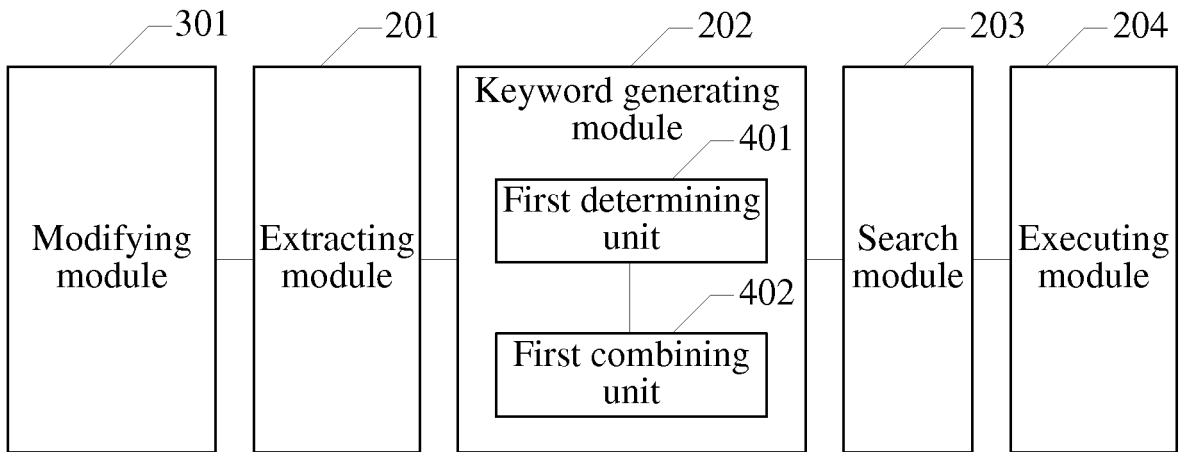 301
201
202
203
204
Modifying
module
Extracting
module
Keyword generating
module
401
First determining
unit
402
First combining
unit
Search
module
Executing
module